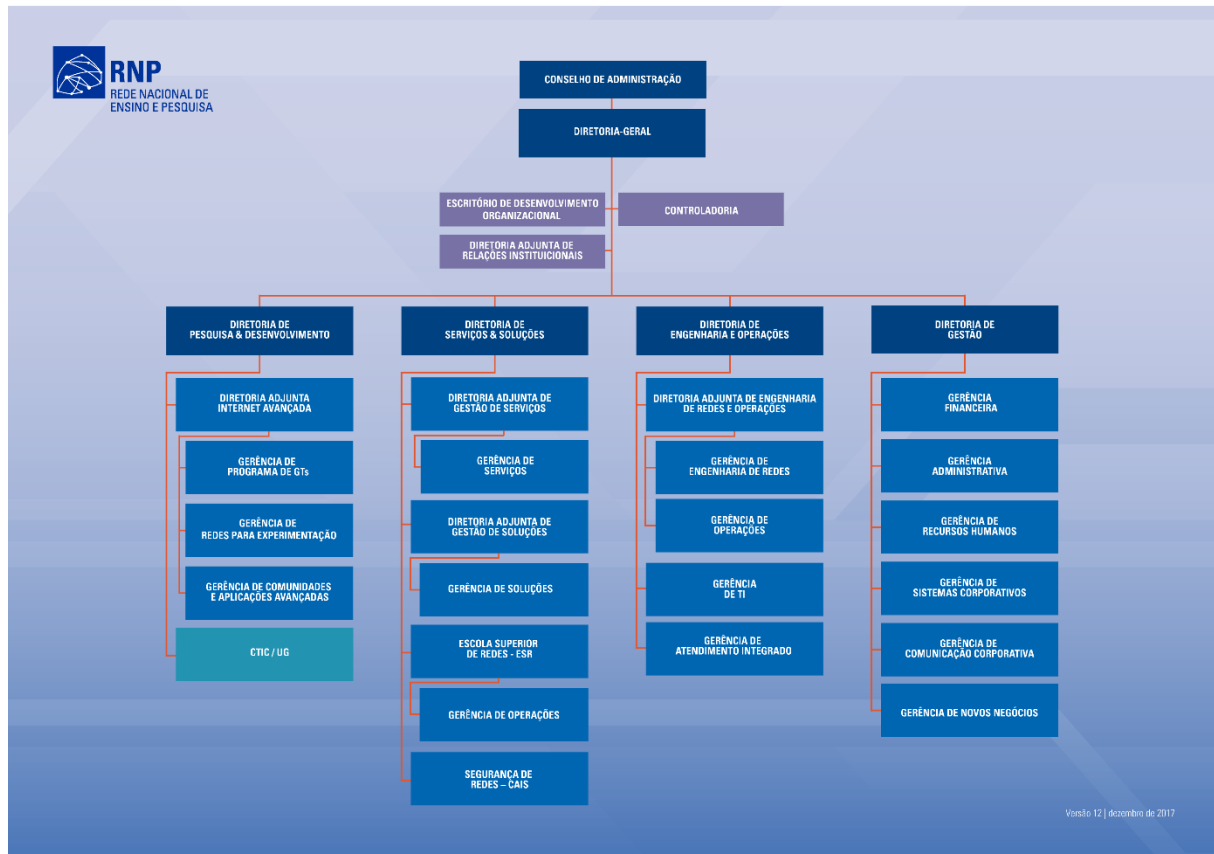 RNP
REDE NACIONAL DE
ENSINO E PESQUISA
CONSELHO DE ADMINISTRAÇÃO
DIRETORIA-GERAL
ESCRITÓRIO DE DESENVOLVIMENTO
ORGANIZACIONAL
CONTROLADORIA
DIRETORIA ADJUNTA DE
RELAÇÕES INSTITUICIONAIS
DIRETORIA DE
PESQUISA & DESENVOLVIMENTO
DIRETORIA ADJUNTA
INTERNET AVANÇADA
GERÊNCIA DE
PROGRAMA DE GTs
GERÊNCIA DE
REDES PARA EXPERIMENTAÇÃO
GERÊNCIA DE COMUNIDADES
E APLICAÇÕES AVANÇADAS
CTIC / UG
DIRETORIA DE
SERVIÇOS & SOLUÇÕES
DIRETORIA ADJUNTA DE
GESTÃO DE SERVIÇOS
GERÊNCIA DE
SERVIÇOS
DIRETORIA ADJUNTA DE
GESTÃO DE SOLUÇÕES
GERÊNCIA DE SOLUÇÕES
ESCOLA SUPERIOR
DE REDES - ESR
GERÊNCIA DE OPERAÇÕES
SEGURANÇA DE
REDES – CAIS
DIRETORIA DE
ENGENHARIA E OPERAÇÕES
DIRETORIA ADJUNTA DE ENGENHARIA
DE REDES E OPERAÇÕES
GERÊNCIA DE
ENGENHARIA DE REDES
GERÊNCIA DE
OPERAÇÕES
GERÊNCIA
DE TI
GERÊNCIA DE
ATENDIMENTO INTEGRADO
DIRETORIA DE
GESTÃO
GERÊNCIA
FINANCEIRA
GERÊNCIA
ADMINISTRATIVA
GERÊNCIA DE
RECURSOS HUMANOS
GERÊNCIA DE
SISTEMAS CORPORATIVOS
GERÊNCIA DE
COMUNICAÇÃO CORPORATIVA
GERÊNCIA DE NOVOS NEGÓCIOS
Versão 12 | dezembro de 2017